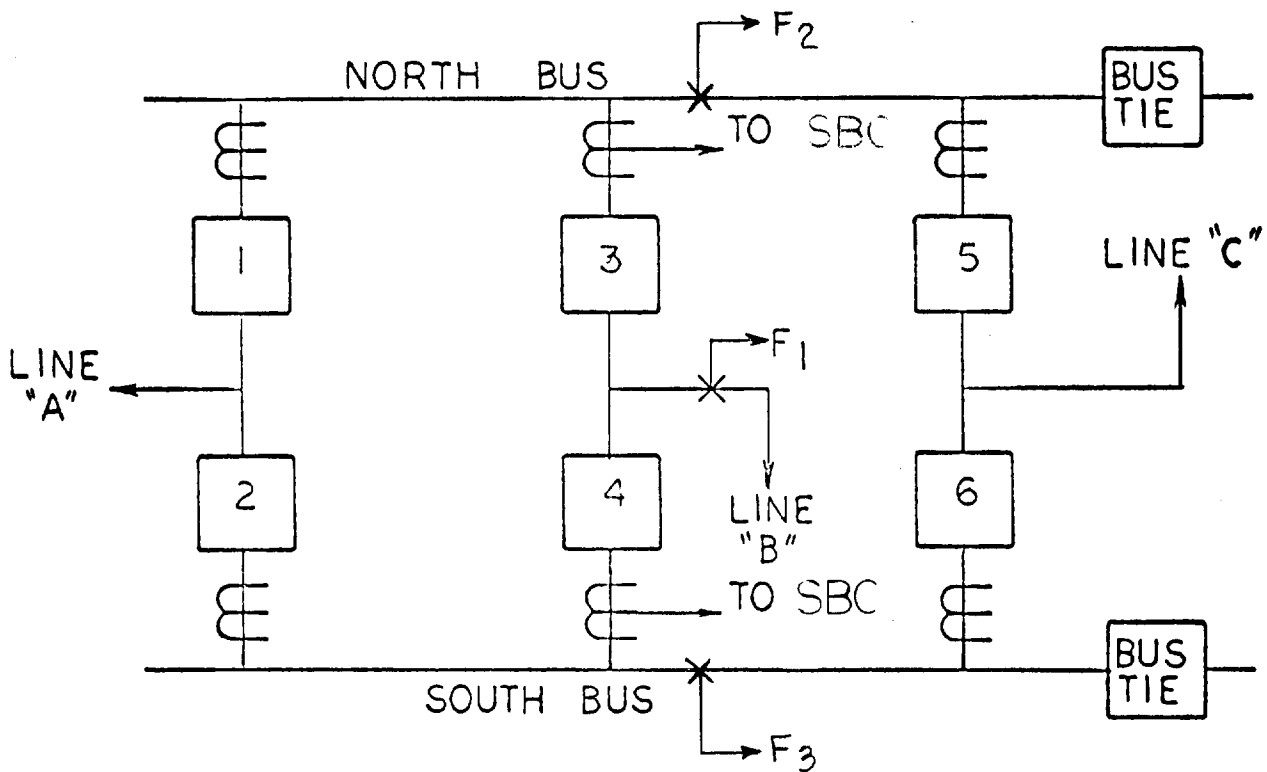 F2
NORTH BUS
BUS
TIE
TO SBC
1
3
5
LINE "C"
F1
LINE
"A"
2
4
6
LINE
"B"
TO SBC
BUS
TIE
SOUTH BUS
F3